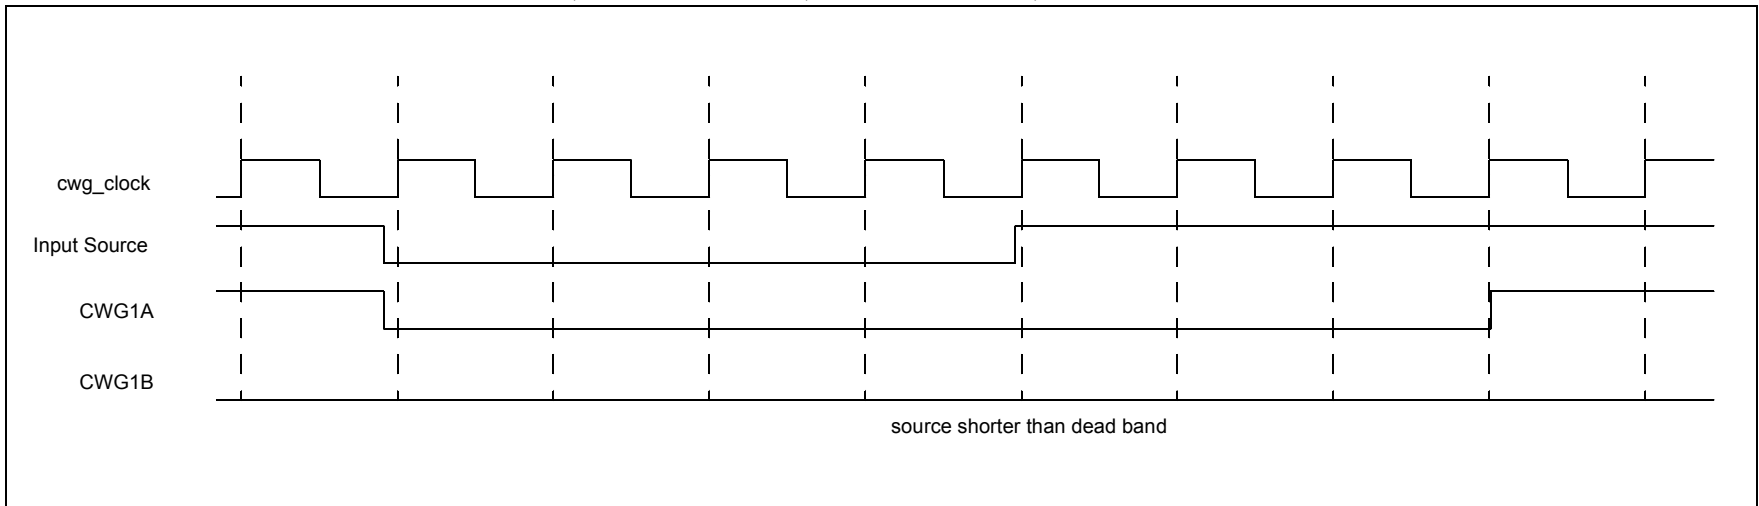 cwg_clock
Input Source
CWG1A
CWG1B
source shorter than dead band